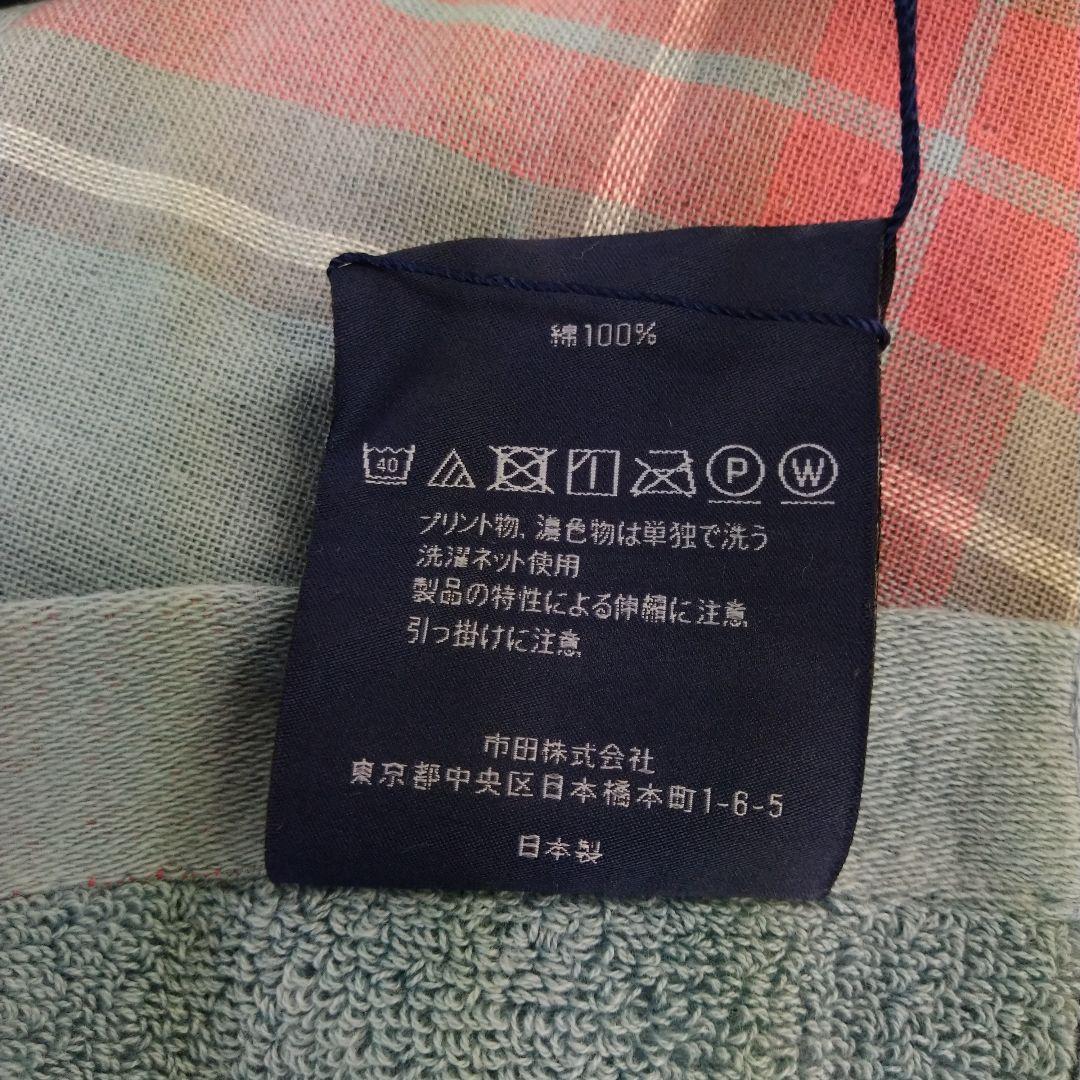 綿100%
40 P W
プリント物、濃色物は単独で洗う
洗濯ネット使用
製品の特性による伸縮に注意
引っ掛けに注意
市田株式会社
東京都中央区日本橋本町1-6-5
日本製